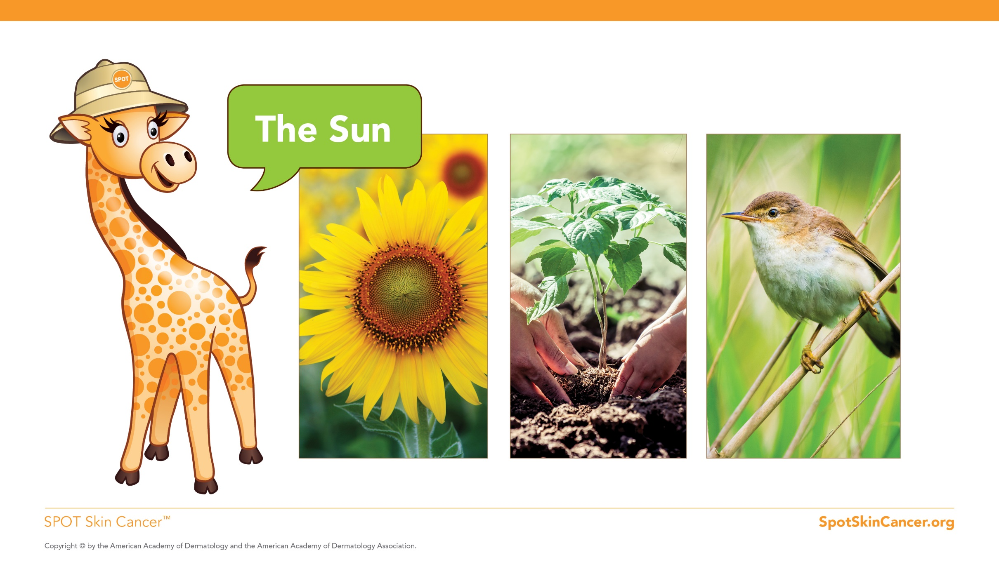 SPOT
The Sun
SPOT Skin Cancer™
SpotSkinCancer.org
Copyright © by the American Academy of Dermatology and the American Academy of Dermatology Association.